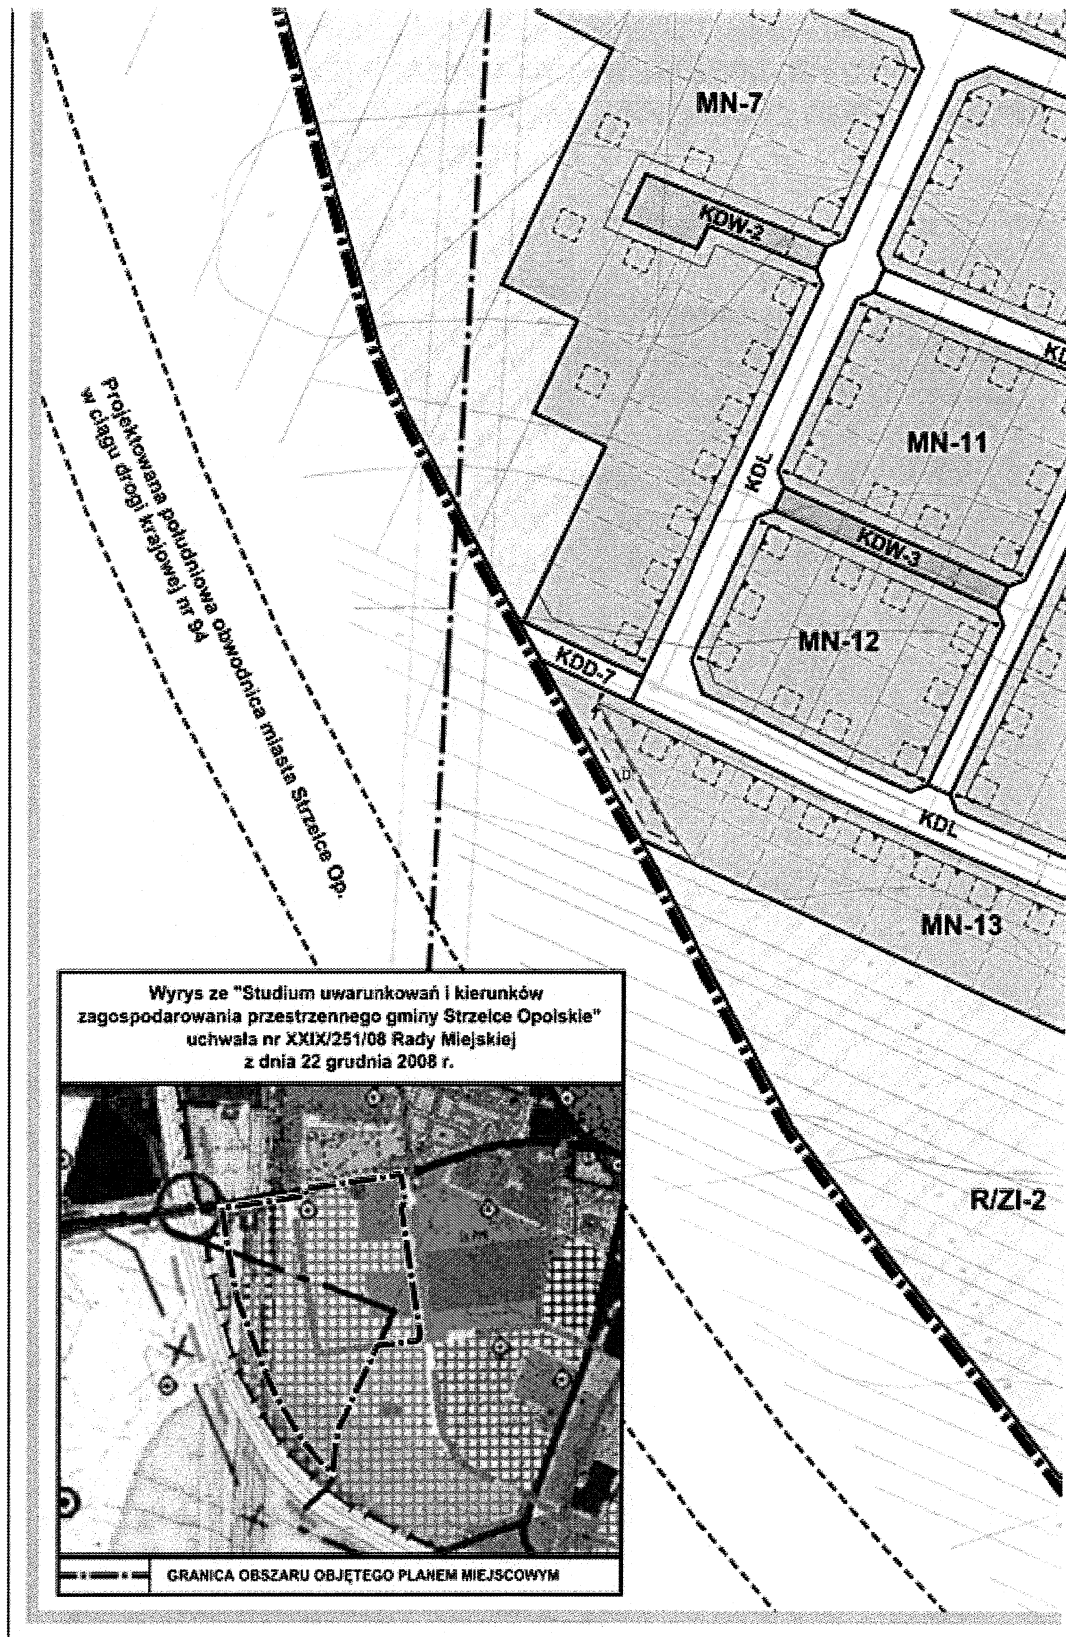 MN-7
KDW-2
MN-11
KDL
KDW-3
MN-12
KDD-7
KDL
MN-13
Projektowana południowa obwodnica miasta Strzelce Op.
w ciągu drogi krajowej nr 94
R/ZI-2
Wyrys ze "Studium uwarunkowań i kierunków
zagospodarowania przestrzennego gminy Strzelce Opolskie"
uchwała nr XXIX/251/08 Rady Miejskiej
z dnia 22 grudnia 2008 r.
GRANICA OBSZARU OBJĘTEGO PLANEM MIEJSCOWYM